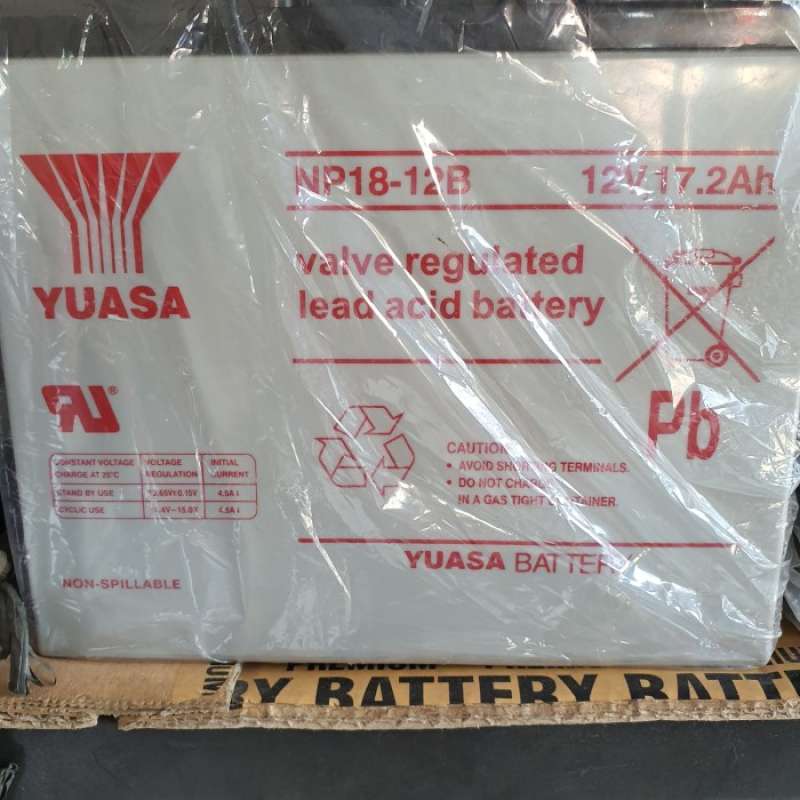 YUASA
NP18-12B 12V 17.2Ah
valve regulated
lead acid battery
Pb
CONSTANT VOLTAGE VOLTAGE INITIAL
CHARGE AT 25°C REGULATION CURRENT
STAND BY USE 4.5A
CYCLIC USE 4.5A
CAUTION
• AVOID SHORTING TERMINALS.
• DO NOT CHARGE
IN A GAS TIGHT CONTAINER.
NON-SPILLABLE
YUASA BATTERY
PREMIUM
BATTERY BATTERY